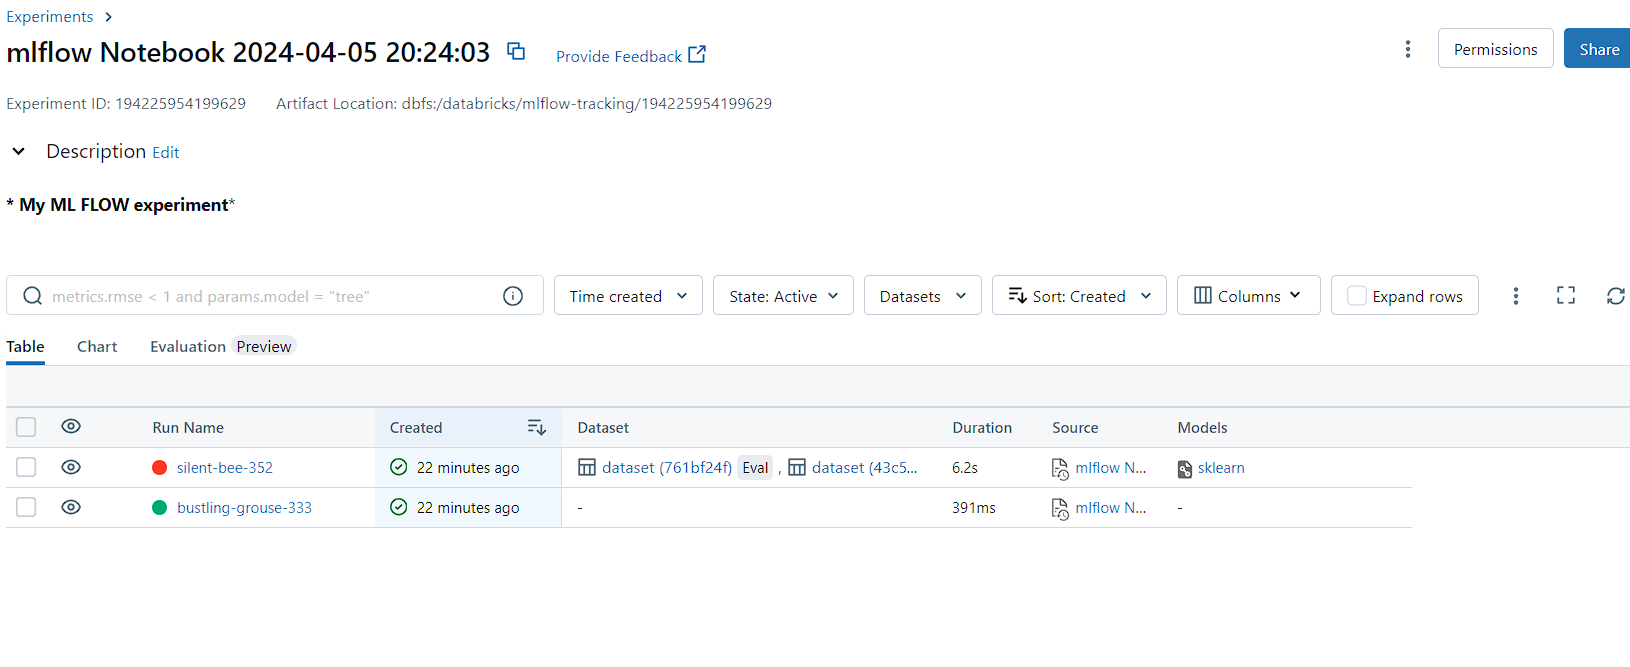 Experiments
mlflow Notebook 2024-04-05 20:24:03
Provide Feedback
Permissions
Share
Experiment ID: 194225954199629
Artifact Location: dbfs:/databricks/mlflow-tracking/194225954199629
Description Edit
* My ML FLOW experiment*
metrics.rmse < 1 and params.model = "tree"
Time created
State: Active
Datasets
Sort: Created
Columns
Expand rows
Table
Chart
Evaluation Preview
Run Name Created Dataset Duration Source Models
silent-bee-352 22 minutes ago dataset (761bf24f) Eval , dataset (43c5... 6.2s mlflow N... sklearn
bustling-grouse-333 22 minutes ago - 391ms mlflow N... -